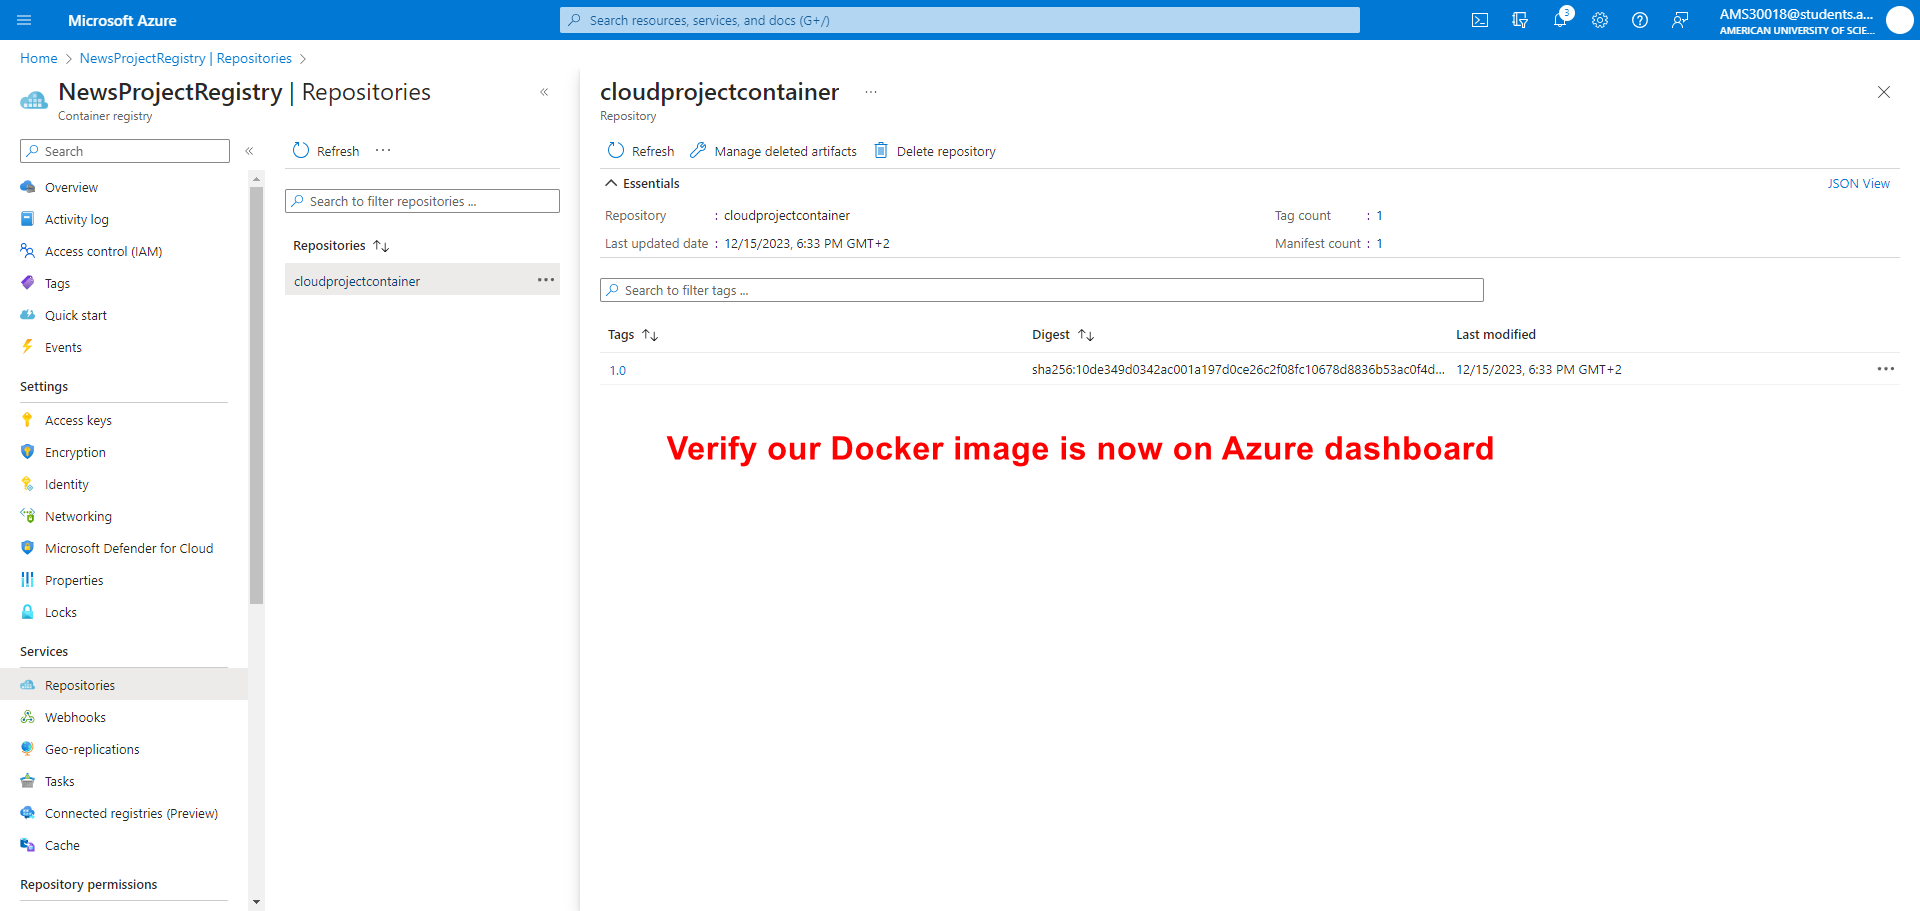 Microsoft Azure
Search resources, services, and docs (G+/)
3
AMS30018@students.a...
AMERICAN UNIVERSITY OF SCIE...
Home > NewsProjectRegistry | Repositories >
NewsProjectRegistry | Repositories
Container registry
Search
Overview
Activity log
Access control (IAM)
Tags
Quick start
Events
Settings
Access keys
Encryption
Identity
Networking
Microsoft Defender for Cloud
Properties
Locks
Services
Repositories
Webhooks
Geo-replications
Tasks
Connected registries (Preview)
Cache
Repository permissions
Refresh
Search to filter repositories ...
Repositories
cloudprojectcontainer
cloudprojectcontainer
Repository
Refresh
Manage deleted artifacts
Delete repository
Essentials
JSON View
Repository : cloudprojectcontainer
Tag count : 1
Last updated date : 12/15/2023, 6:33 PM GMT+2
Manifest count : 1
Search to filter tags ...
Tags Digest Last modified
1.0 sha256:10de349d0342ac001a197d0ce26c2f08fc10678d8836b53ac0f4d... 12/15/2023, 6:33 PM GMT+2
Verify our Docker image is now on Azure dashboard